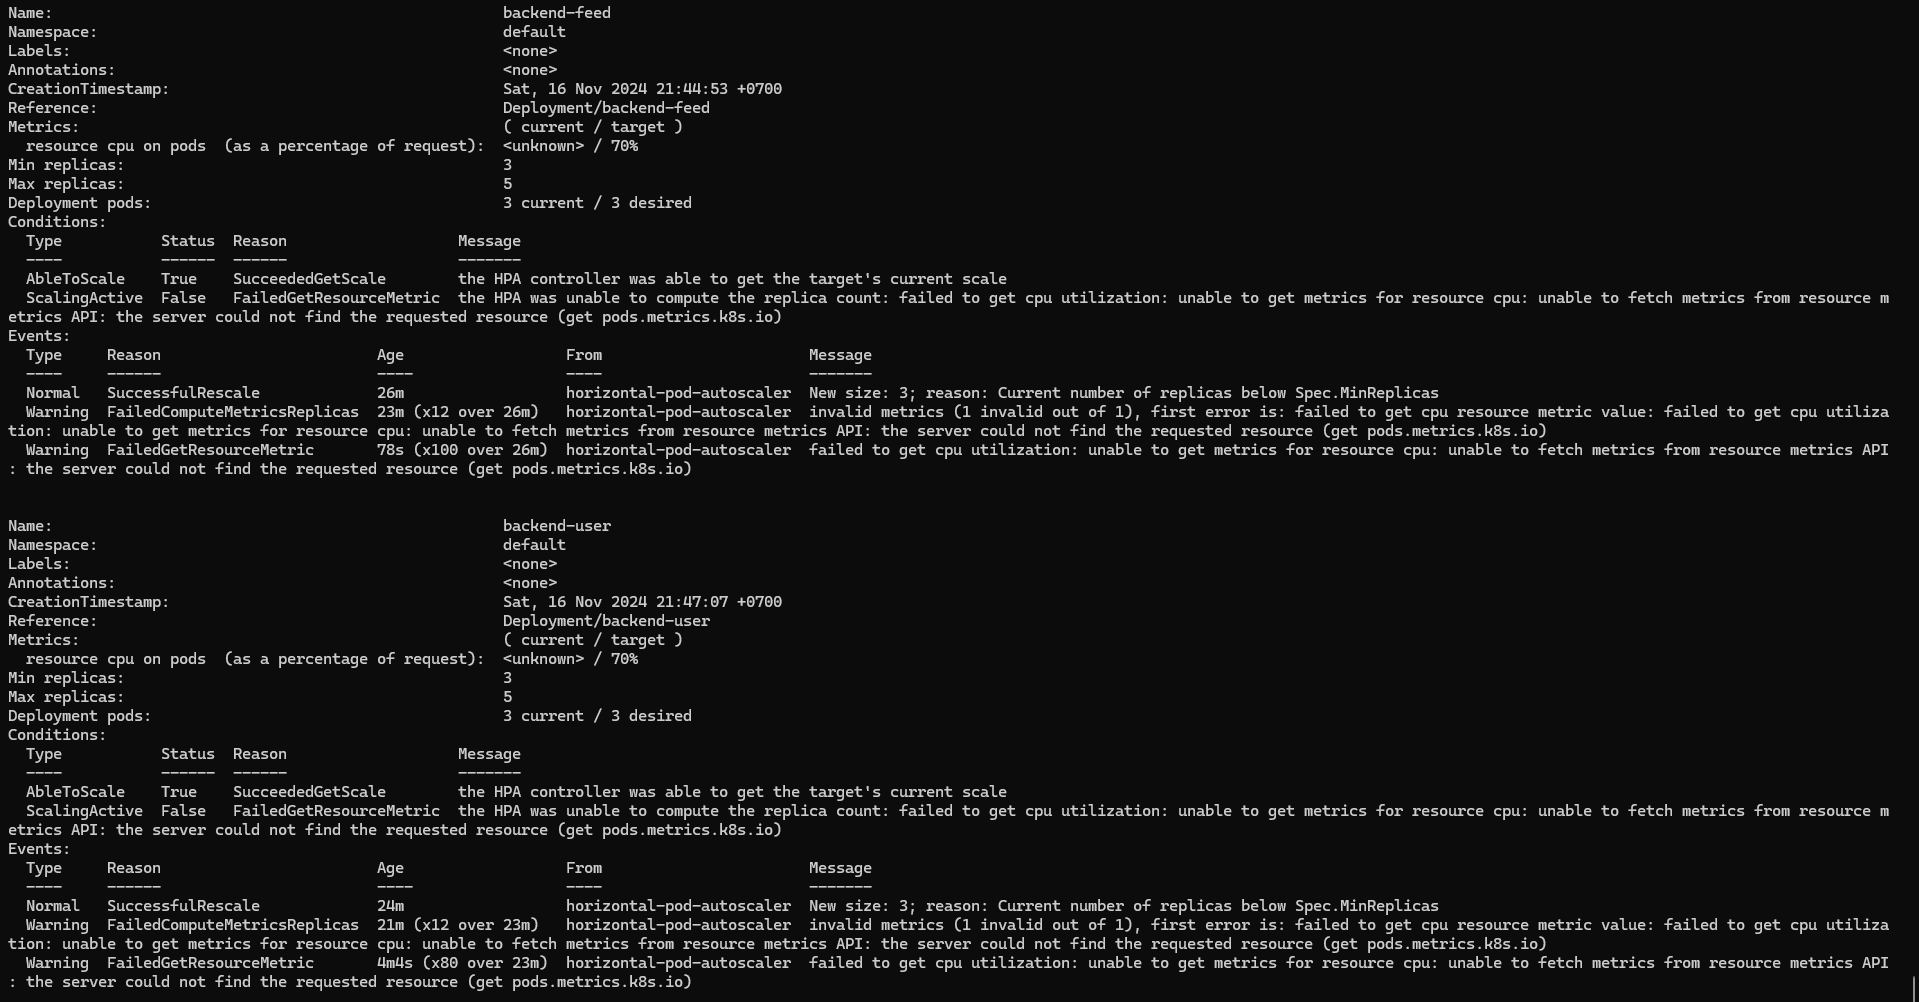 Name:                                                  backend-feed
Namespace:                                             default
Labels:                                                <none>
Annotations:                                           <none>
CreationTimestamp:                                     Sat, 16 Nov 2024 21:44:53 +0700
Reference:                                             Deployment/backend-feed
Metrics:                                               ( current / target )
  resource cpu on pods  (as a percentage of request):  <unknown> / 70%
Min replicas:                                          3
Max replicas:                                          5
Deployment pods:                                       3 current / 3 desired
Conditions:
  Type           Status  Reason                   Message
  ----           ------  ------                   -------
  AbleToScale    True    SucceededGetScale        the HPA controller was able to get the target's current scale
  ScalingActive  False   FailedGetResourceMetric  the HPA was unable to compute the replica count: failed to get cpu utilization: unable to get metrics for resource cpu: unable to fetch metrics from resource m
etrics API: the server could not find the requested resource (get pods.metrics.k8s.io)
Events:
  Type     Reason                        Age                  From                       Message
  ----     ------                        ----                 ----                       -------
  Normal   SuccessfulRescale             26m                  horizontal-pod-autoscaler  New size: 3; reason: Current number of replicas below Spec.MinReplicas
  Warning  FailedComputeMetricsReplicas  23m (x12 over 26m)   horizontal-pod-autoscaler  invalid metrics (1 invalid out of 1), first error is: failed to get cpu resource metric value: failed to get cpu utiliza
tion: unable to get metrics for resource cpu: unable to fetch metrics from resource metrics API: the server could not find the requested resource (get pods.metrics.k8s.io)
  Warning  FailedGetResourceMetric       78s (x100 over 26m)  horizontal-pod-autoscaler  failed to get cpu utilization: unable to get metrics for resource cpu: unable to fetch metrics from resource metrics API
: the server could not find the requested resource (get pods.metrics.k8s.io)
Name:                                                  backend-user
Namespace:                                             default
Labels:                                                <none>
Annotations:                                           <none>
CreationTimestamp:                                     Sat, 16 Nov 2024 21:47:07 +0700
Reference:                                             Deployment/backend-user
Metrics:                                               ( current / target )
  resource cpu on pods  (as a percentage of request):  <unknown> / 70%
Min replicas:                                          3
Max replicas:                                          5
Deployment pods:                                       3 current / 3 desired
Conditions:
  Type           Status  Reason                   Message
  ----           ------  ------                   -------
  AbleToScale    True    SucceededGetScale        the HPA controller was able to get the target's current scale
  ScalingActive  False   FailedGetResourceMetric  the HPA was unable to compute the replica count: failed to get cpu utilization: unable to get metrics for resource cpu: unable to fetch metrics from resource m
etrics API: the server could not find the requested resource (get pods.metrics.k8s.io)
Events:
  Type     Reason                        Age                  From                       Message
  ----     ------                        ----                 ----                       -------
  Normal   SuccessfulRescale             24m                  horizontal-pod-autoscaler  New size: 3; reason: Current number of replicas below Spec.MinReplicas
  Warning  FailedComputeMetricsReplicas  21m (x12 over 23m)   horizontal-pod-autoscaler  invalid metrics (1 invalid out of 1), first error is: failed to get cpu resource metric value: failed to get cpu utiliza
tion: unable to get metrics for resource cpu: unable to fetch metrics from resource metrics API: the server could not find the requested resource (get pods.metrics.k8s.io)
  Warning  FailedGetResourceMetric       4m4s (x80 over 23m)  horizontal-pod-autoscaler  failed to get cpu utilization: unable to get metrics for resource cpu: unable to fetch metrics from resource metrics API
: the server could not find the requested resource (get pods.metrics.k8s.io)